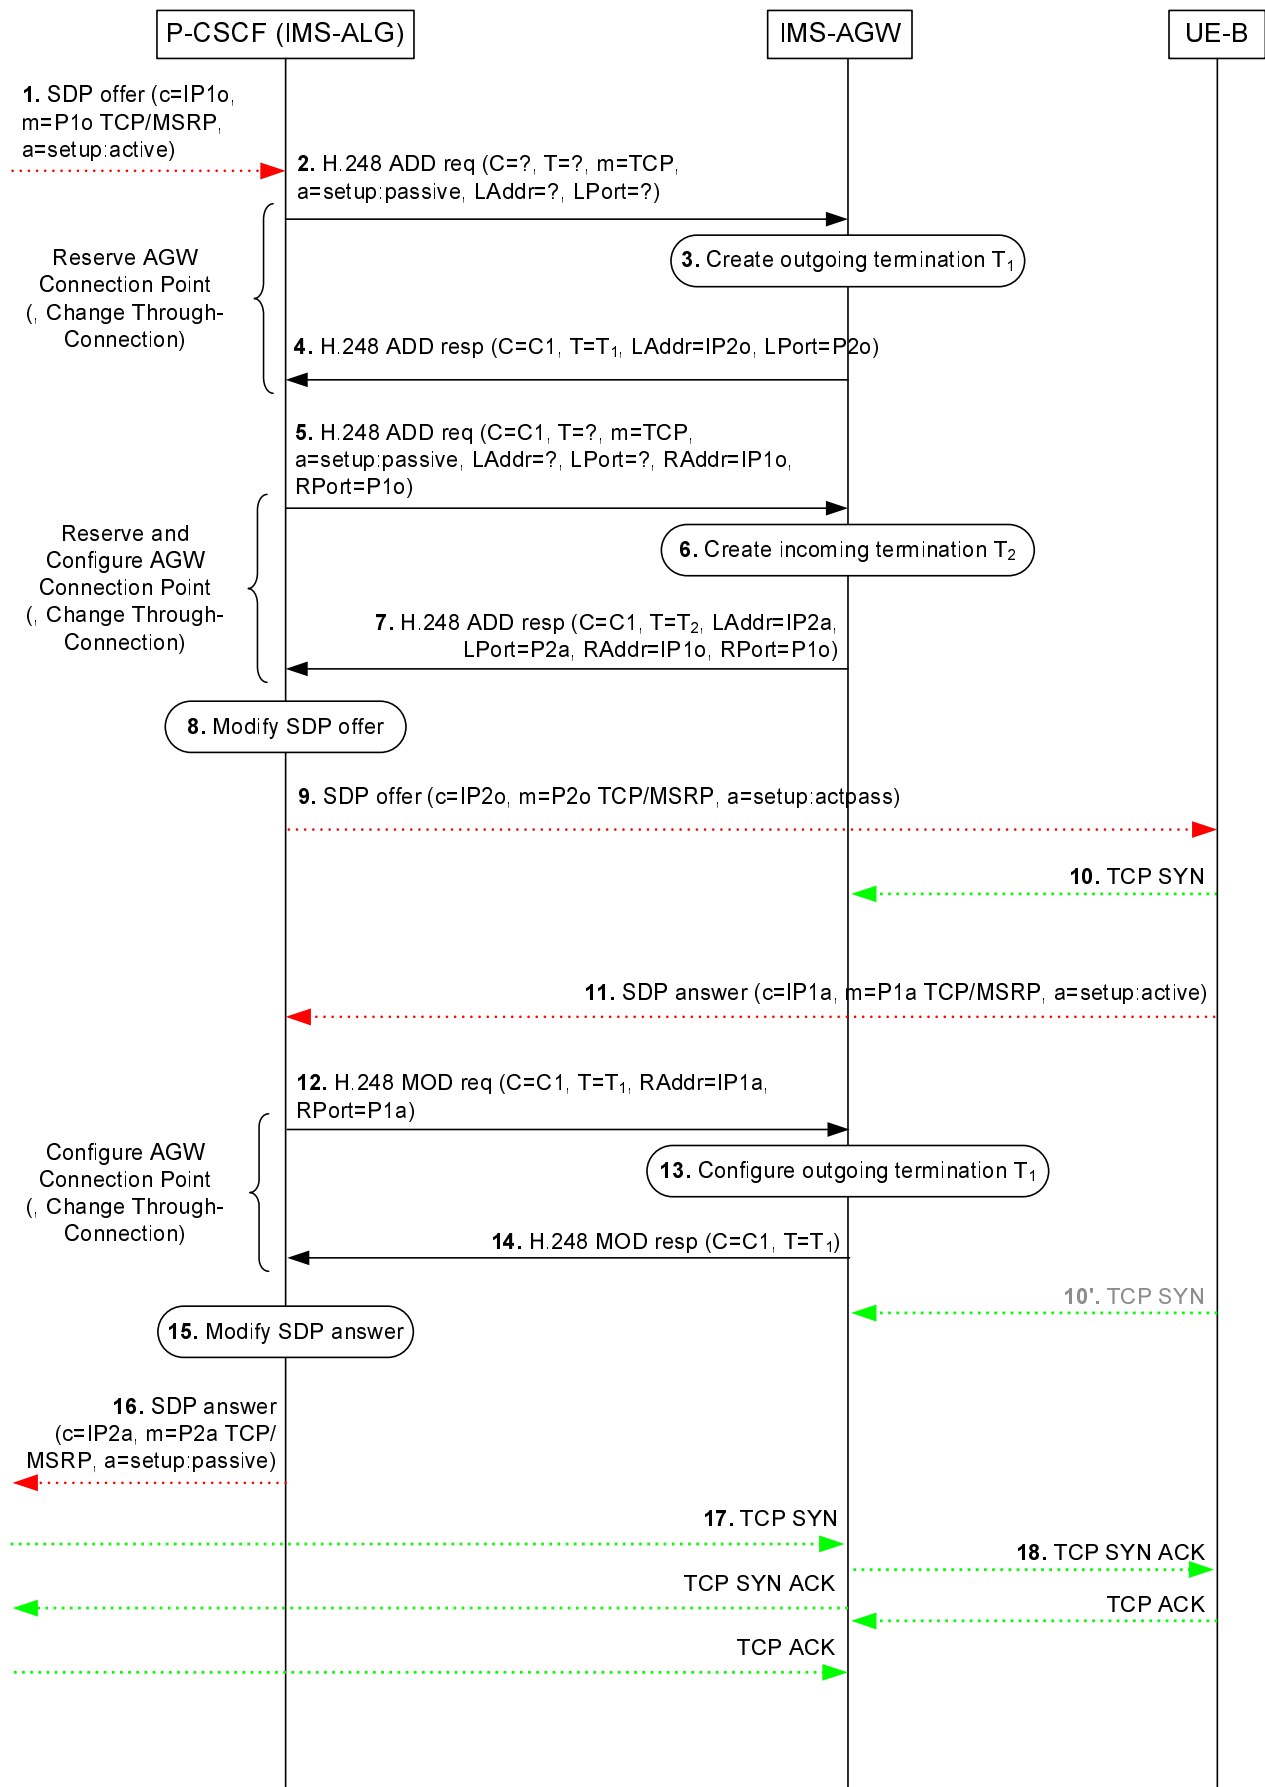 P-CSCF (IMS-ALG)
IMS-AGW
UE-B
1. SDP offer (c=IP1o,
m=P1o TCP/MSRP,
a=setup:active)
2. H.248 ADD req (C=?, T=?, m=TCP,
a=setup:passive, LAddr=?, LPort=?)
Reserve AGW
Connection Point
(, Change Through-
Connection)
3. Create outgoing termination T1
4. H.248 ADD resp (C=C1, T=T1, LAddr=IP2o, LPort=P2o)
5. H.248 ADD req (C=C1, T=?, m=TCP,
a=setup:passive, LAddr=?, LPort=?, RAddr=IP1o,
RPort=P1o)
Reserve and
Configure AGW
Connection Point
(, Change Through-
Connection)
6. Create incoming termination T2
7. H.248 ADD resp (C=C1, T=T2, LAddr=IP2a,
LPort=P2a, RAddr=IP1o, RPort=P1o)
8. Modify SDP offer
9. SDP offer (c=IP2o, m=P2o TCP/MSRP, a=setup:actpass)
10. TCP SYN
11. SDP answer (c=IP1a, m=P1a TCP/MSRP, a=setup:active)
12. H.248 MOD req (C=C1, T=T1, RAddr=IP1a,
RPort=P1a)
Configure AGW
Connection Point
(, Change Through-
Connection)
13. Configure outgoing termination T1
14. H.248 MOD resp (C=C1, T=T1)
10'. TCP SYN
15. Modify SDP answer
16. SDP answer
(c=IP2a, m=P2a TCP/
MSRP, a=setup:passive)
17. TCP SYN
18. TCP SYN ACK
TCP SYN ACK
TCP ACK
TCP ACK